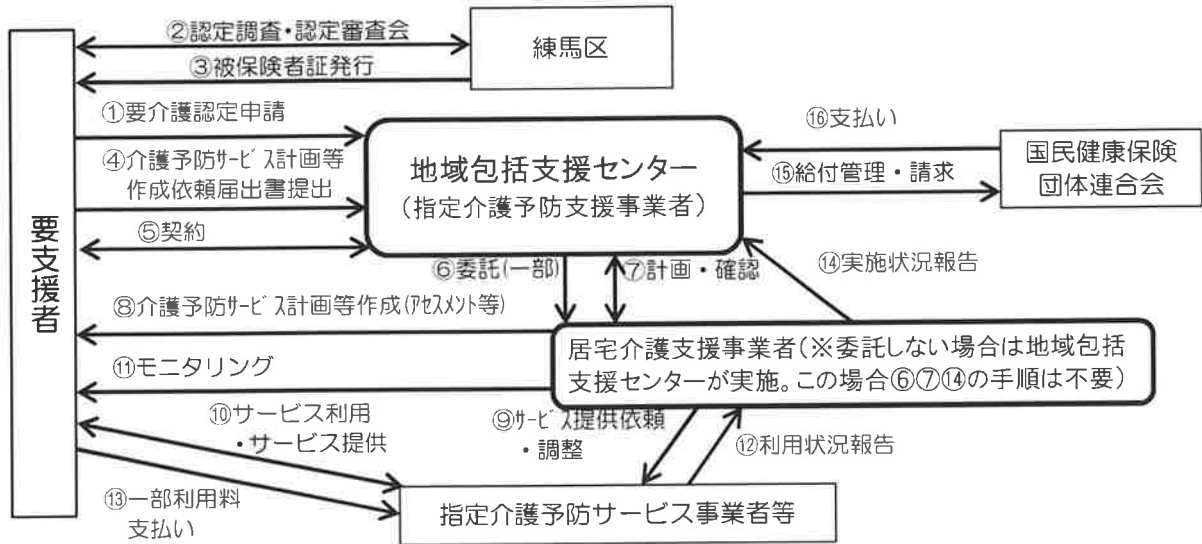 ②認定調査・認定審査会
練馬区
③被保険者証発行
①要介護認定申請
⑯支払い
④介護予防サービス計画等
作成依頼届出書提出
地域包括支援センター
（指定介護予防支援事業者）
⑮給付管理・請求
国民健康保険
団体連合会
要支援者
⑤契約
⑥委託(一部)
⑦計画・確認
⑭実施状況報告
⑧介護予防サービス計画等作成(アセスメント等)
居宅介護支援事業者(※委託しない場合は地域包括
支援センターが実施。この場合⑥⑦⑭の手順は不要)
⑪モニタリング
⑩サービス利用
・サービス提供
⑨サービス提供依頼
・調整
⑫利用状況報告
⑬一部利用料
支払い
指定介護予防サービス事業者等